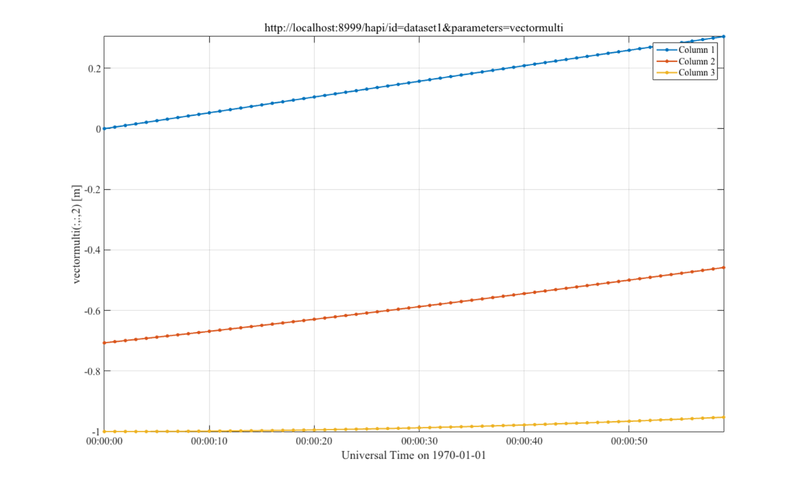 http://localhost:8999/hapi/id=dataset1&parameters=vectormulti
Column 1
Column 2
Column 3
vectormulti(:,:,2) [m]
0.2
0
-0.2
-0.4
-0.6
-0.8
-1
00:00:00 00:00:10 00:00:20 00:00:30 00:00:40 00:00:50
Universal Time on 1970-01-01